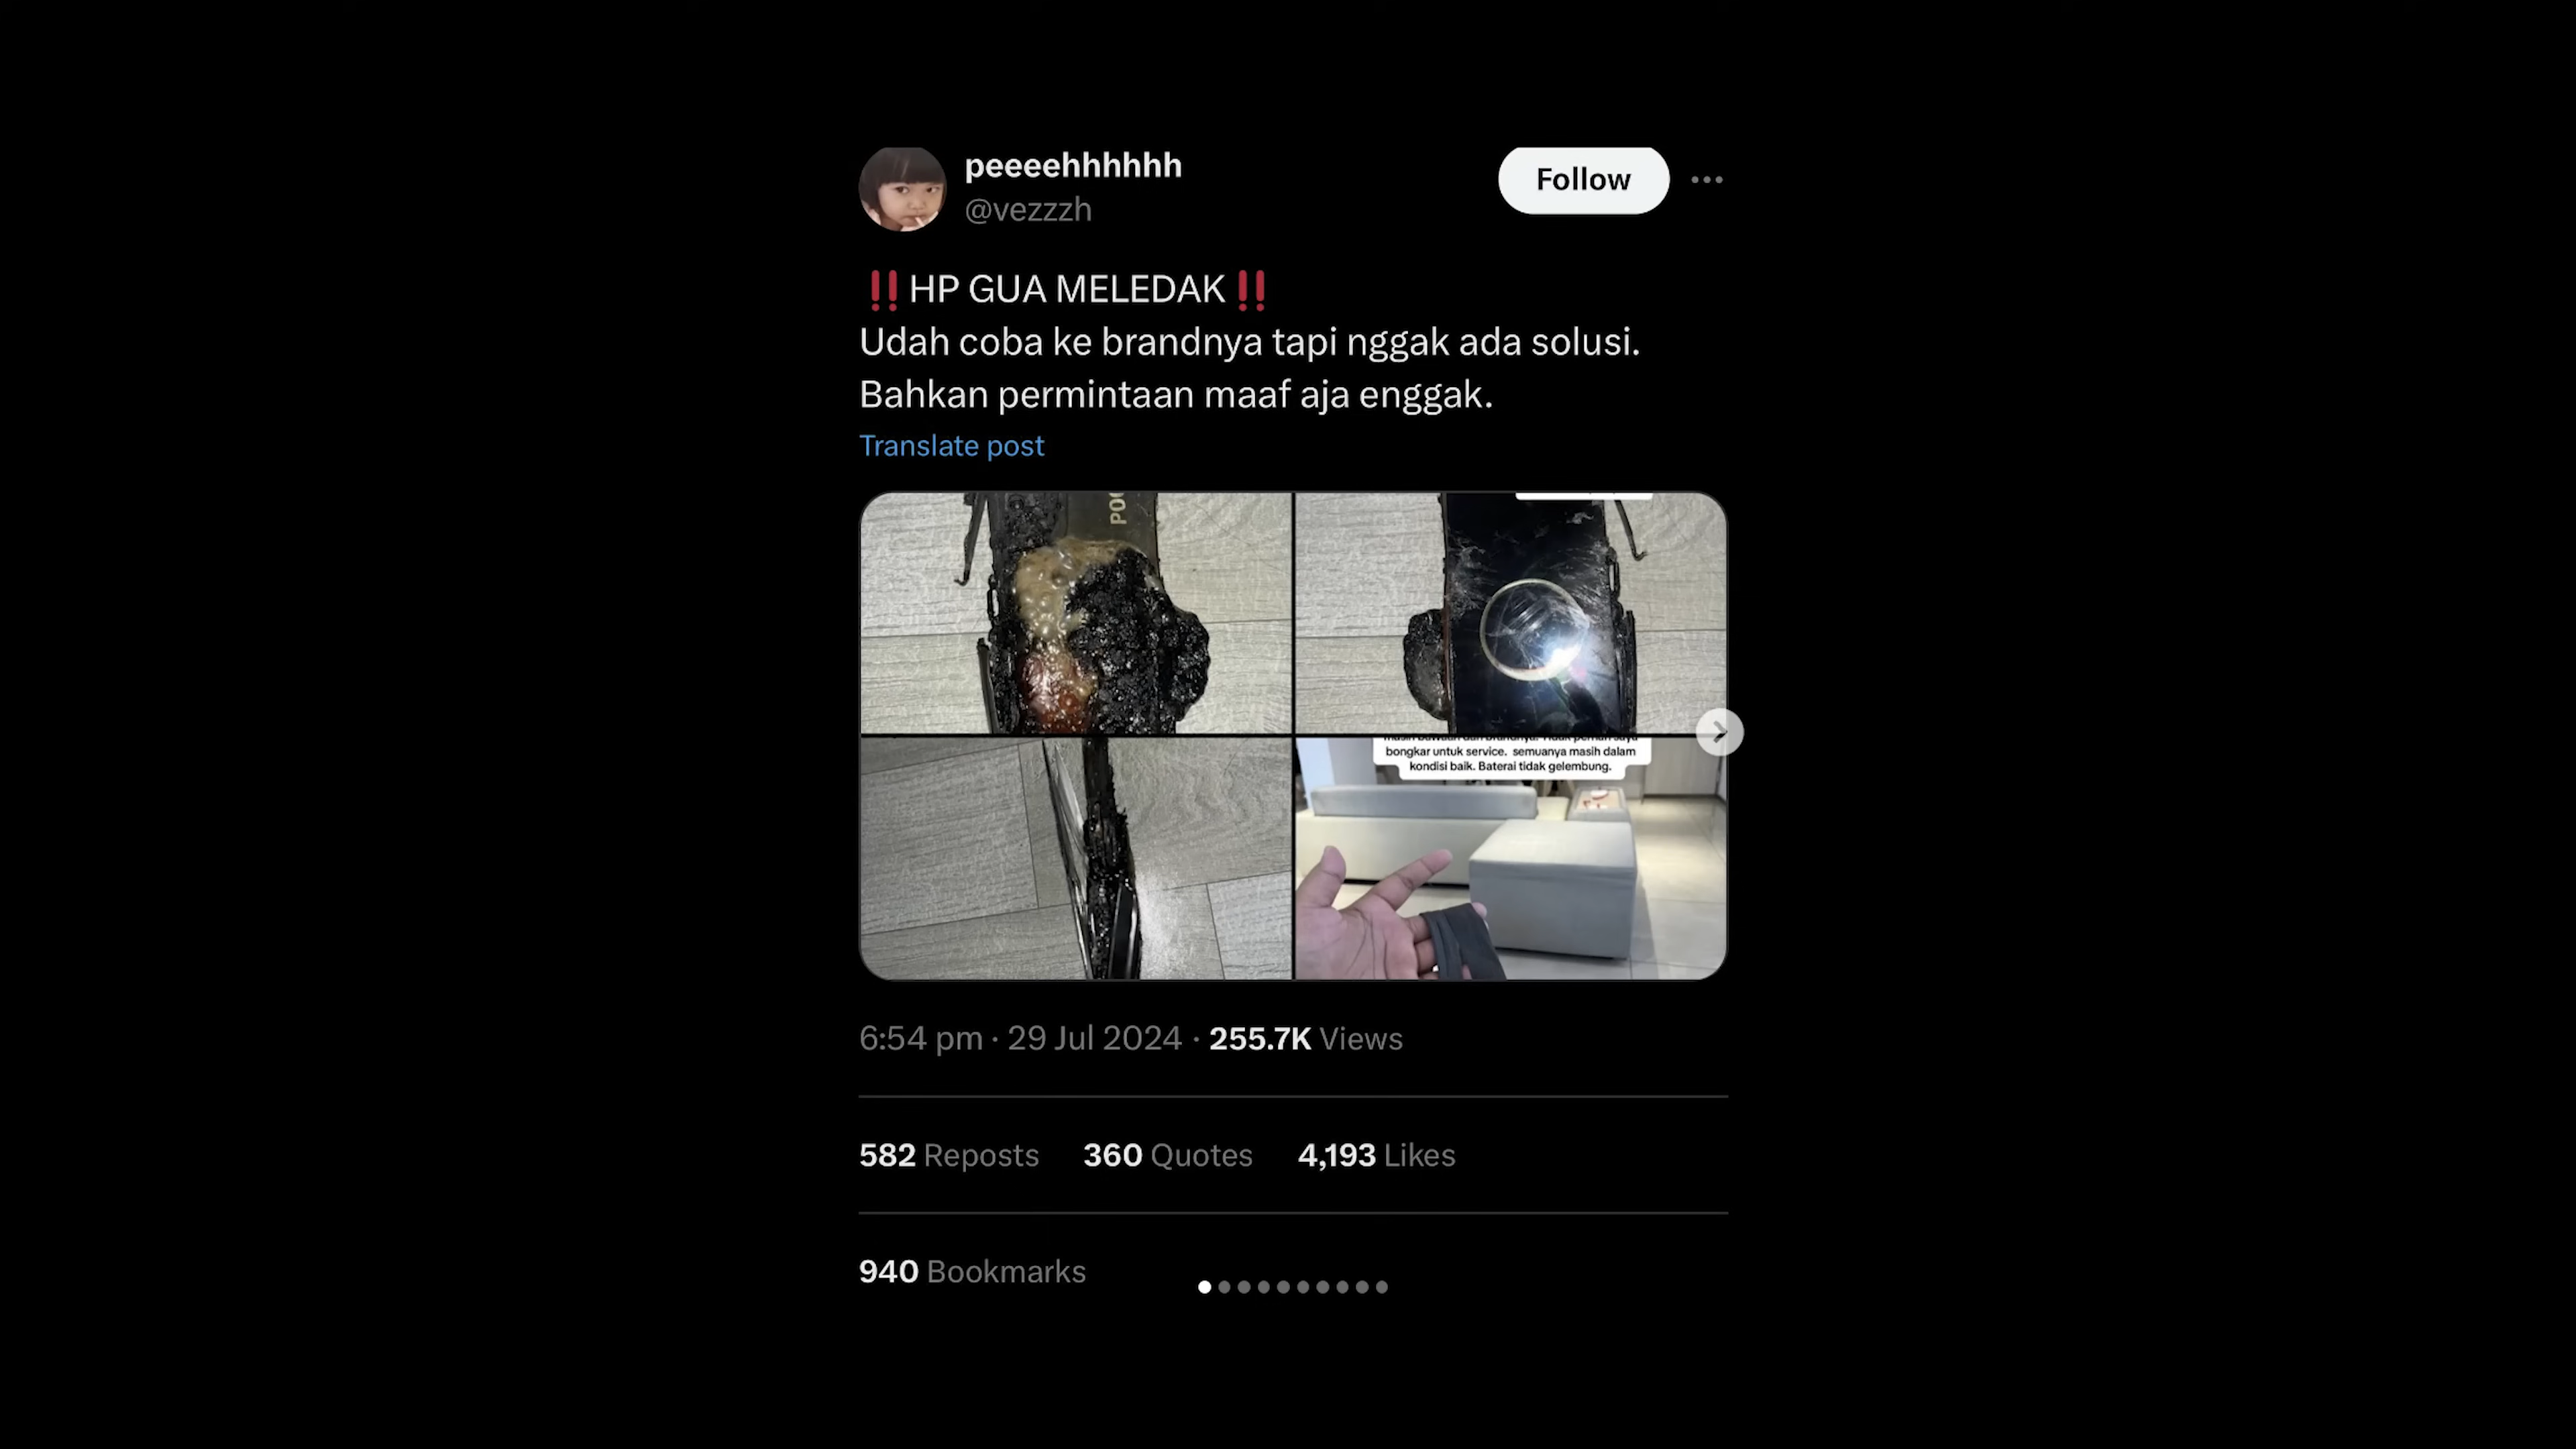 peeeehhhhhh
@vezzzh
Follow
‼️HP GUA MELEDAK‼️
Udah coba ke brandnya tapi nggak ada solusi.
Bahkan permintaan maaf aja enggak.
Translate post
bongkar untuk service. semuanya masih dalam
kondisi baik. Baterai tidak gelembung.
6:54 pm · 29 Jul 2024 · 255.7K Views
582 Reposts 360 Quotes 4,193 Likes
940 Bookmarks